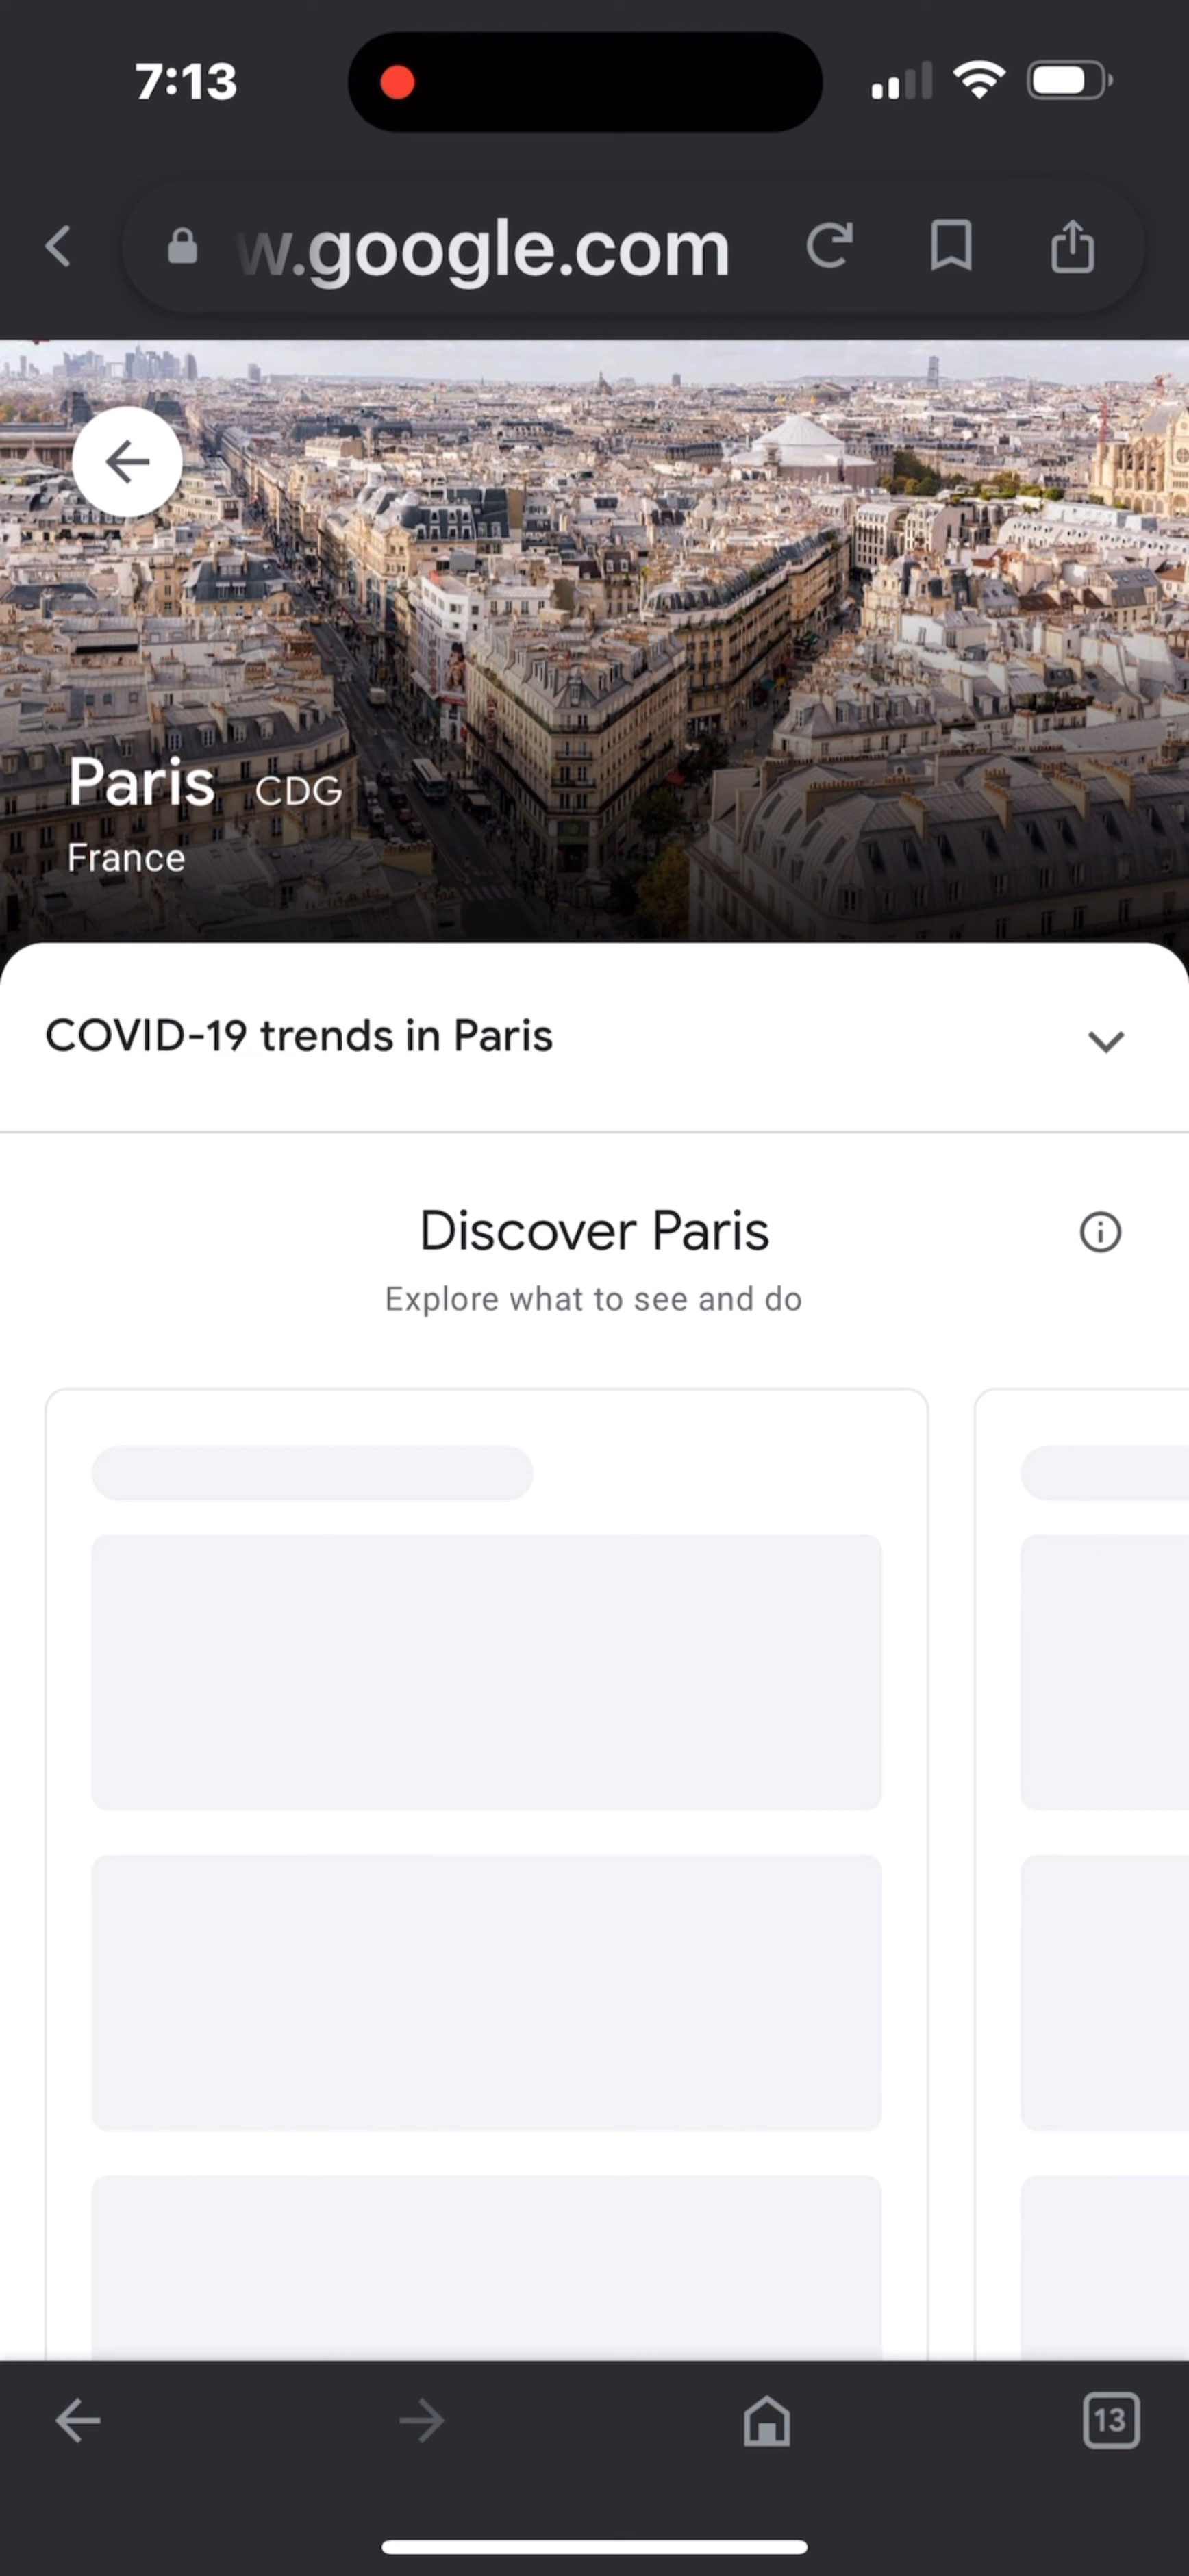 7:13
w.google.com
Paris CDG
France
COVID-19 trends in Paris
Discover Paris
Explore what to see and do
13